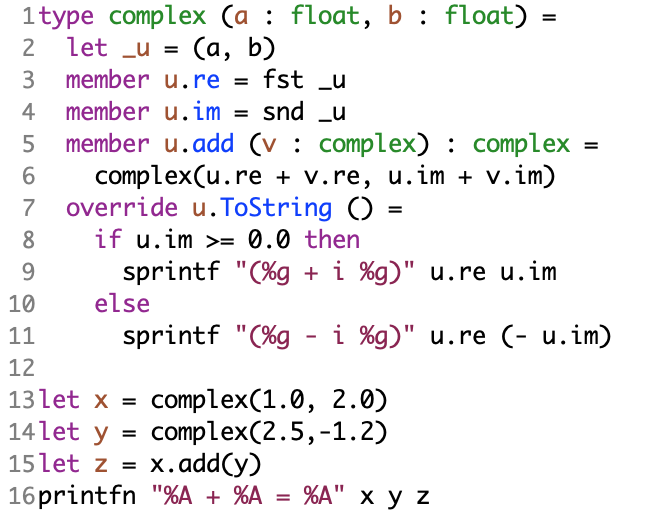 1type complex (a : float, b : float) =
2  let _u = (a, b)
3  member u.re = fst _u
4  member u.im = snd _u
5  member u.add (v : complex) : complex =
6    complex(u.re + v.re, u.im + v.im)
7  override u.ToString () =
8    if u.im >= 0.0 then
9      sprintf "(%g + i %g)" u.re u.im
10    else
11      sprintf "(%g - i %g)" u.re (- u.im)
12
13let x = complex(1.0, 2.0)
14let y = complex(2.5,-1.2)
15let z = x.add(y)
16printfn "%A + %A = %A" x y z